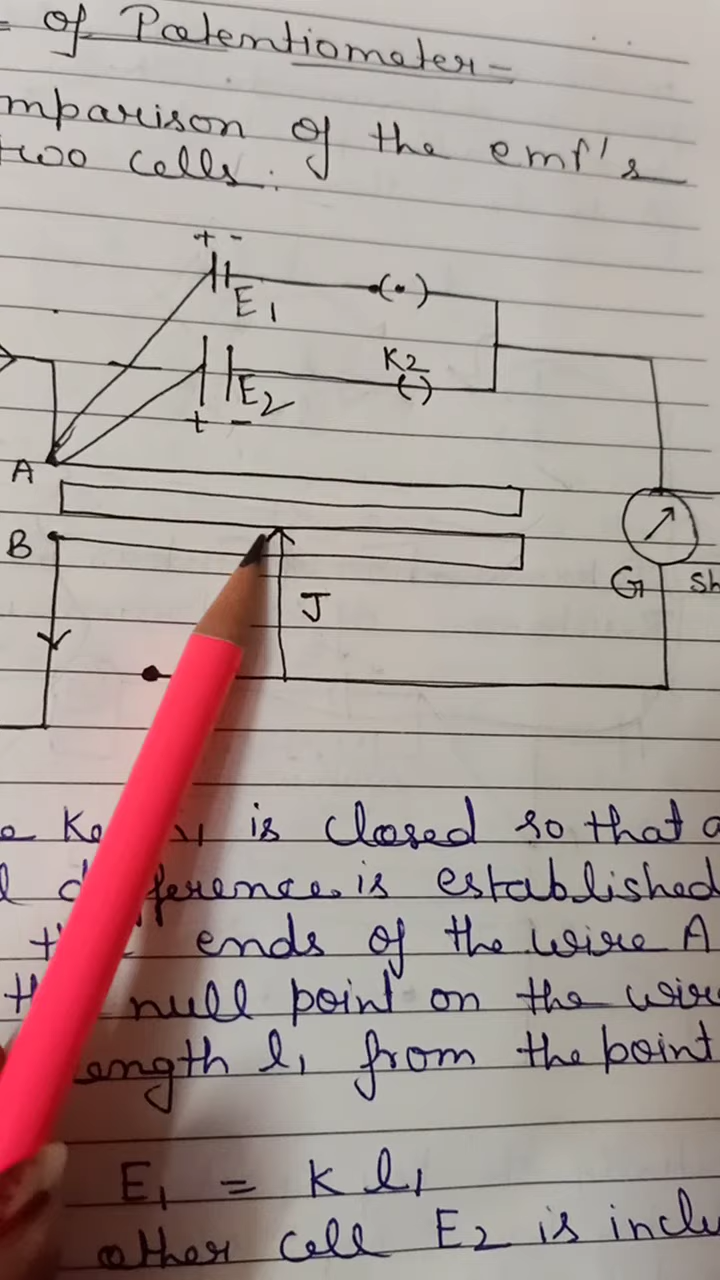 of Potentiometer-
mparison of the emf's
two cells.
+ -
E1
K2
E2
+ -
A
B
J
G Sh
is closed so that
fference is established
ends of the wire A
null point on the wire
ength l1 from the point
E1 = K l1
other cell E2 is inclu